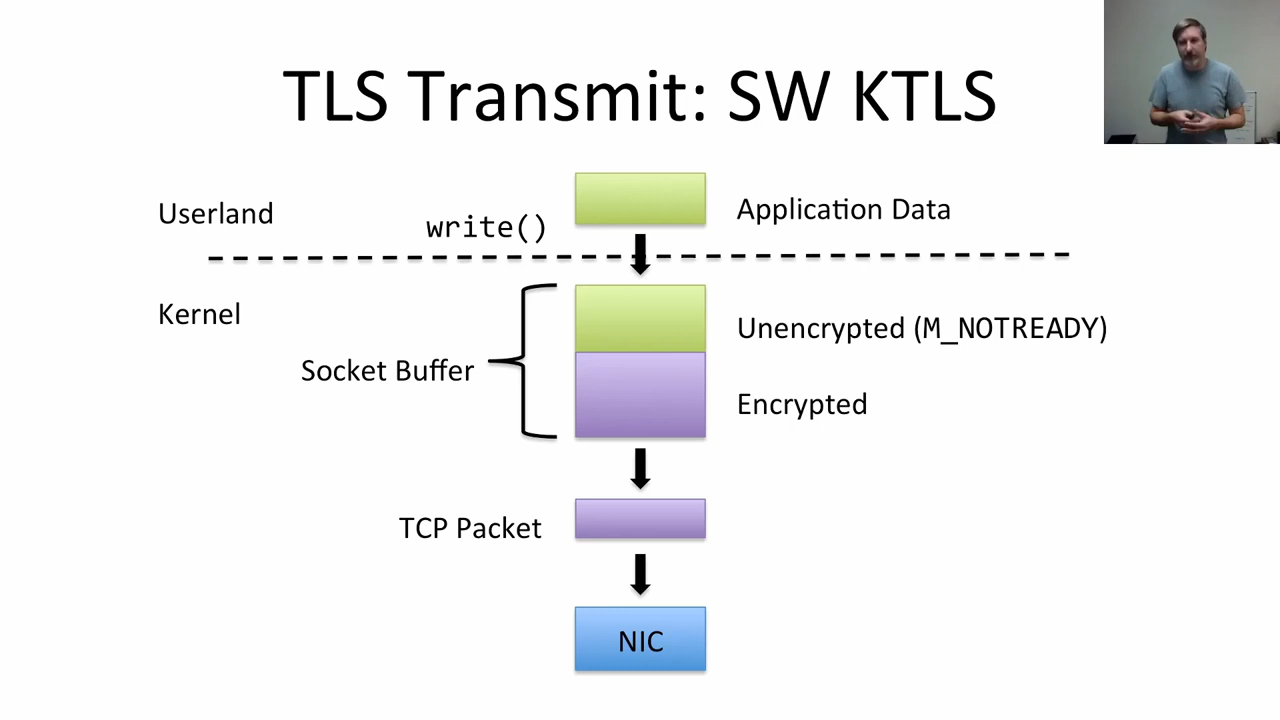 TLS Transmit: SW KTLS
Userland
write()
Application Data
Kernel
Unencrypted (M_NOTREADY)
Socket Buffer
Encrypted
TCP Packet
NIC